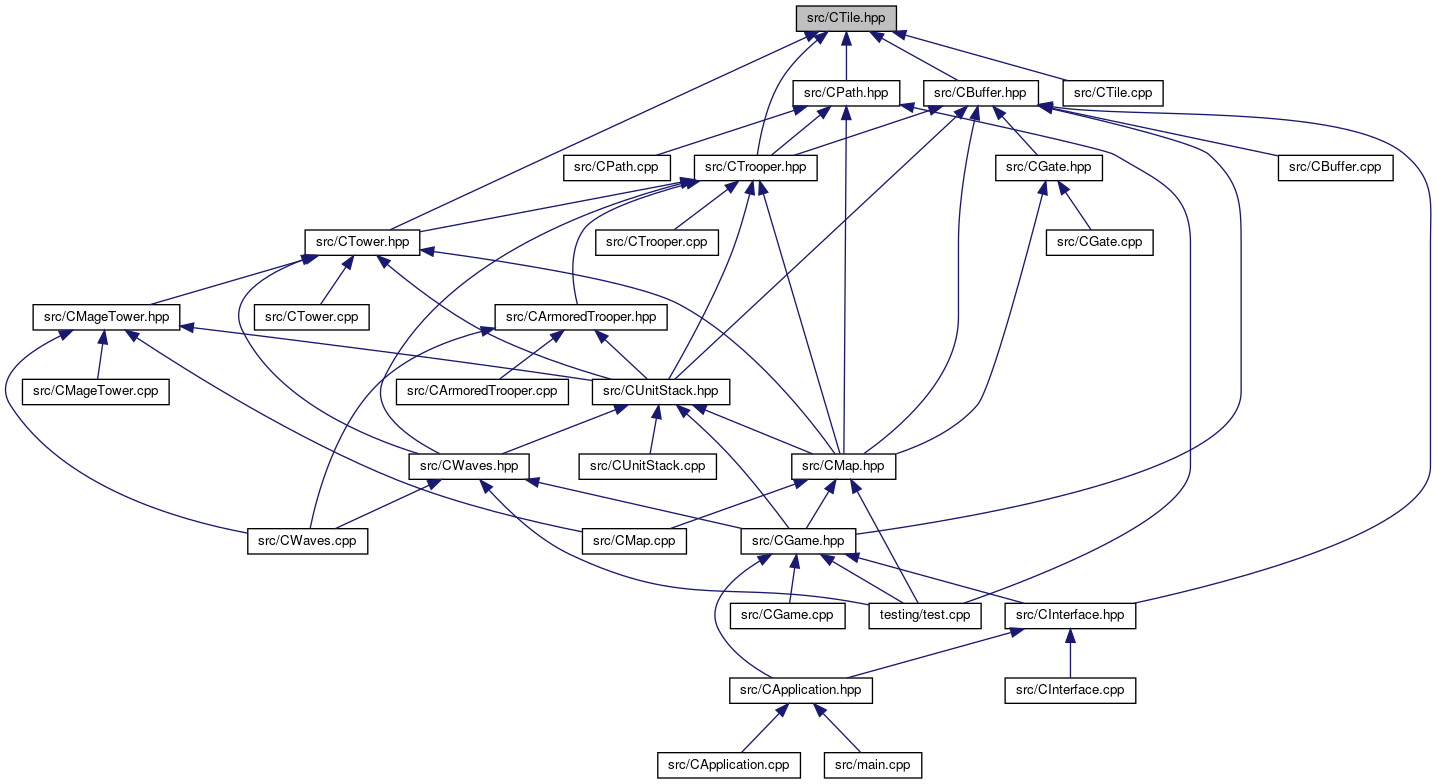 src/CTile.hpp
src/CPath.hpp
src/CBuffer.hpp
src/CTile.cpp
src/CPath.cpp
src/CTrooper.hpp
src/CGate.hpp
src/CBuffer.cpp
src/CTower.hpp
src/CTrooper.cpp
src/CGate.cpp
src/CMageTower.hpp
src/CTower.cpp
src/CArmoredTrooper.hpp
src/CMageTower.cpp
src/CArmoredTrooper.cpp
src/CUnitStack.hpp
src/CWaves.hpp
src/CUnitStack.cpp
src/CMap.hpp
src/CWaves.cpp
src/CMap.cpp
src/CGame.hpp
src/CGame.cpp
testing/test.cpp
src/CInterface.hpp
src/CApplication.hpp
src/CInterface.cpp
src/CApplication.cpp
src/main.cpp